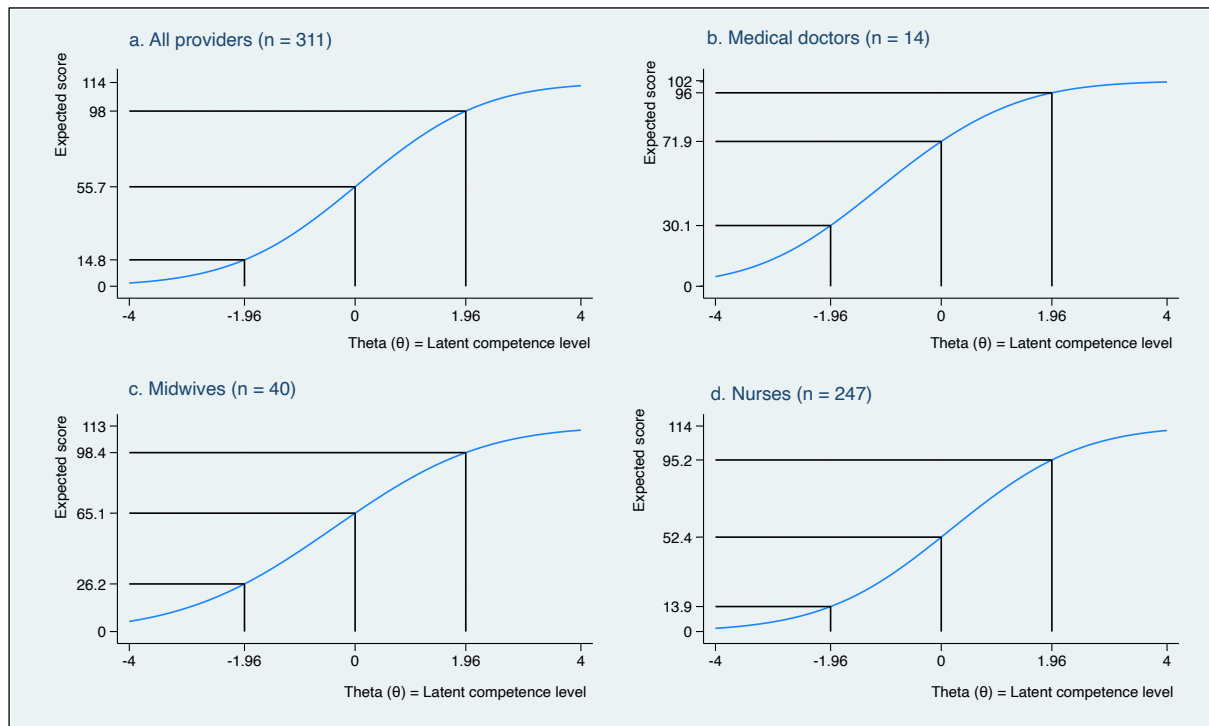 a. All providers (n = 311)
Expected score
114
98
55.7
14.8
0
-4 -1.96 0 1.96 4
Theta (θ) = Latent competence level
b. Medical doctors (n = 14)
Expected score
102
96
71.9
30.1
0
-4 -1.96 0 1.96 4
Theta (θ) = Latent competence level
c. Midwives (n = 40)
Expected score
113
98.4
65.1
26.2
0
-4 -1.96 0 1.96 4
Theta (θ) = Latent competence level
d. Nurses (n = 247)
Expected score
114
95.2
52.4
13.9
0
-4 -1.96 0 1.96 4
Theta (θ) = Latent competence level